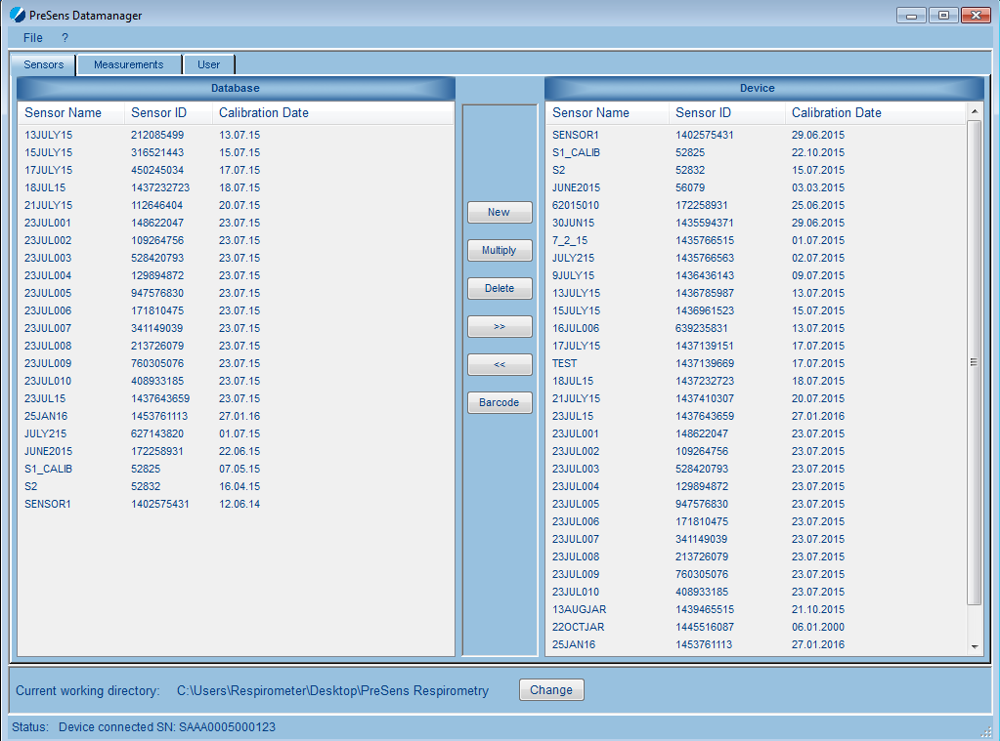 PreSens Datamanager
File ?
Sensors Measurements User
Database
Sensor Name Sensor ID Calibration Date
13JULY15 212085499 13.07.15
15JULY15 316521443 15.07.15
17JULY15 450245034 17.07.15
18JUL15 1437232723 18.07.15
21JULY15 112646404 20.07.15
23JUL001 148622047 23.07.15
23JUL002 109264756 23.07.15
23JUL003 528420793 23.07.15
23JUL004 129894872 23.07.15
23JUL005 947576830 23.07.15
23JUL006 171810475 23.07.15
23JUL007 341149039 23.07.15
23JUL008 213726079 23.07.15
23JUL009 760305076 23.07.15
23JUL010 408933185 23.07.15
23JUL15 1437643659 23.07.15
25JAN16 1453761113 27.01.16
JULY215 627143820 01.07.15
JUNE2015 172258931 22.06.15
S1_CALIB 52825 07.05.15
S2 52832 16.04.15
SENSOR1 1402575431 12.06.14
New
Multiply
Delete
>>
<<
Barcode
Device
Sensor Name Sensor ID Calibration Date
SENSOR1 1402575431 29.06.2015
S1_CALIB 52825 22.10.2015
S2 52832 15.07.2015
JUNE2015 56079 03.03.2015
62015010 172258931 25.06.2015
30JUN15 1435594371 29.06.2015
7_2_15 1435766515 01.07.2015
JULY215 1435766563 02.07.2015
9JULY15 1436436143 09.07.2015
13JULY15 1436785987 13.07.2015
15JULY15 1436961523 15.07.2015
16JUL006 639235831 13.07.2015
17JULY15 1437139151 17.07.2015
TEST 1437139669 17.07.2015
18JUL15 1437232723 18.07.2015
21JULY15 1437410307 20.07.2015
23JUL15 1437643659 27.01.2016
23JUL001 148622047 23.07.2015
23JUL002 109264756 23.07.2015
23JUL003 528420793 23.07.2015
23JUL004 129894872 23.07.2015
23JUL005 947576830 23.07.2015
23JUL006 171810475 23.07.2015
23JUL007 341149039 23.07.2015
23JUL008 213726079 23.07.2015
23JUL009 760305076 23.07.2015
23JUL010 408933185 23.07.2015
13AUGJAR 1439465515 21.10.2015
22OCTJAR 1445516087 06.01.2000
25JAN16 1453761113 27.01.2016
Current working directory: C:\Users\Respirometer\Desktop\PreSens Respirometry Change
Status: Device connected SN: SAAA0005000123